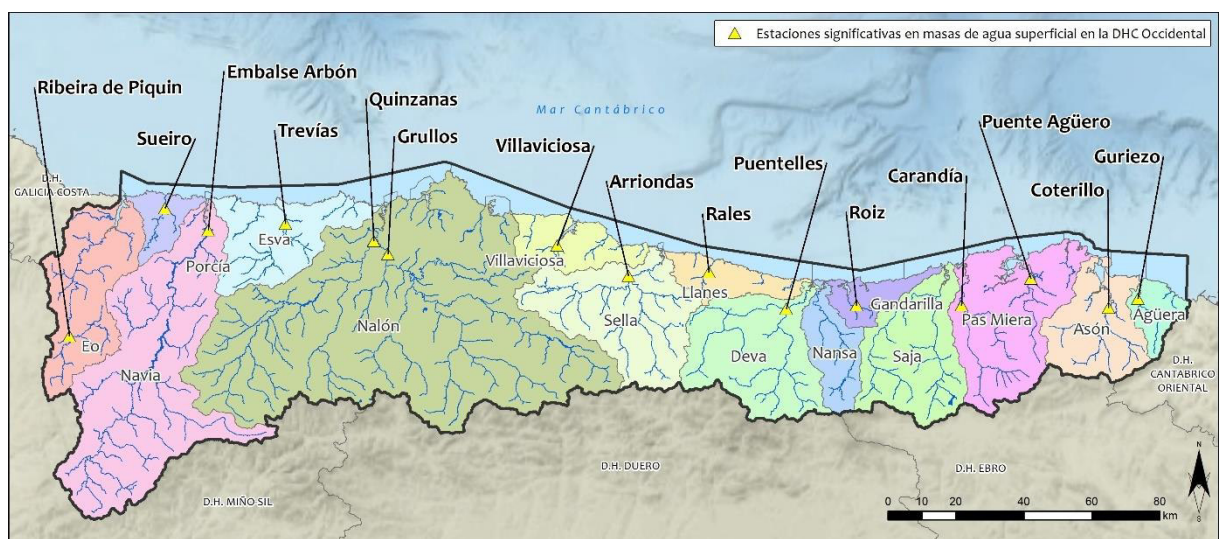 Estaciones significativas en masas de agua superficial en la DHC Occidental
Ribeira de Piquin
Embalse Arbón
Sueiro
Trevías
Quinzanas
Grullos
Mar Cantábrico
Villaviciosa
Arriondas
Puentelles
Rales
Carandía
Roiz
Puente Agüero
Guriezo
Coterillo
D.H.
GALICIA COSTA
Eo
Porcía
Navia
Esva
Nalón
Villaviciosa
Sella
Llanes
Deva
Nansa
Gandarilla
Saja
Pas Miera
Asón
Agüera
D.H.
CANTÁBRICO
ORIENTAL
D.H. MIÑO-SIL
D.H. DUERO
D.H. EBRO
N
S
0 10 20 40 60 80
km